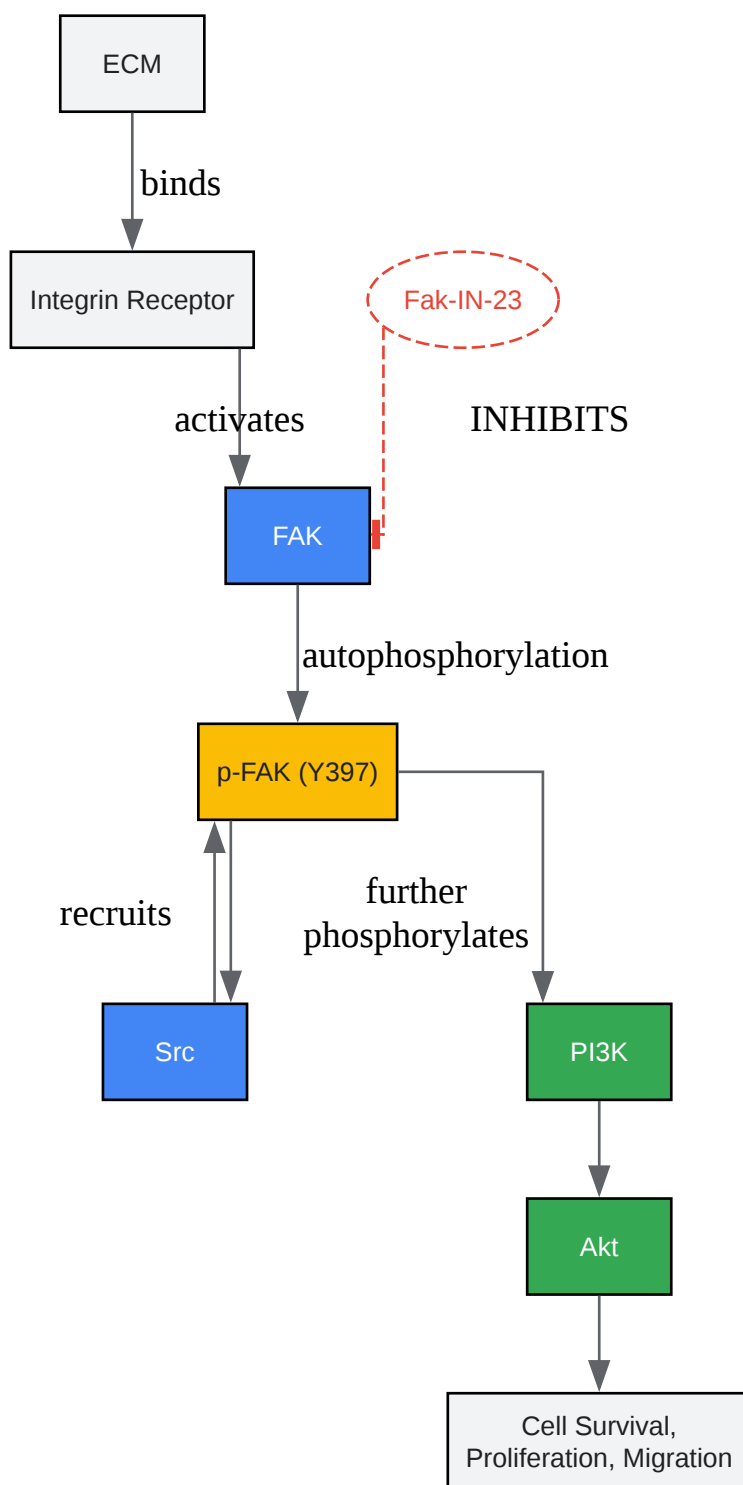 ECM
binds
Integrin Receptor
Fak-IN-23
activates
INHIBITS
FAK
autophosphorylation
p-FAK (Y397)
recruits
further
phosphorylates
Src
PI3K
Akt
Cell Survival,
Proliferation, Migration